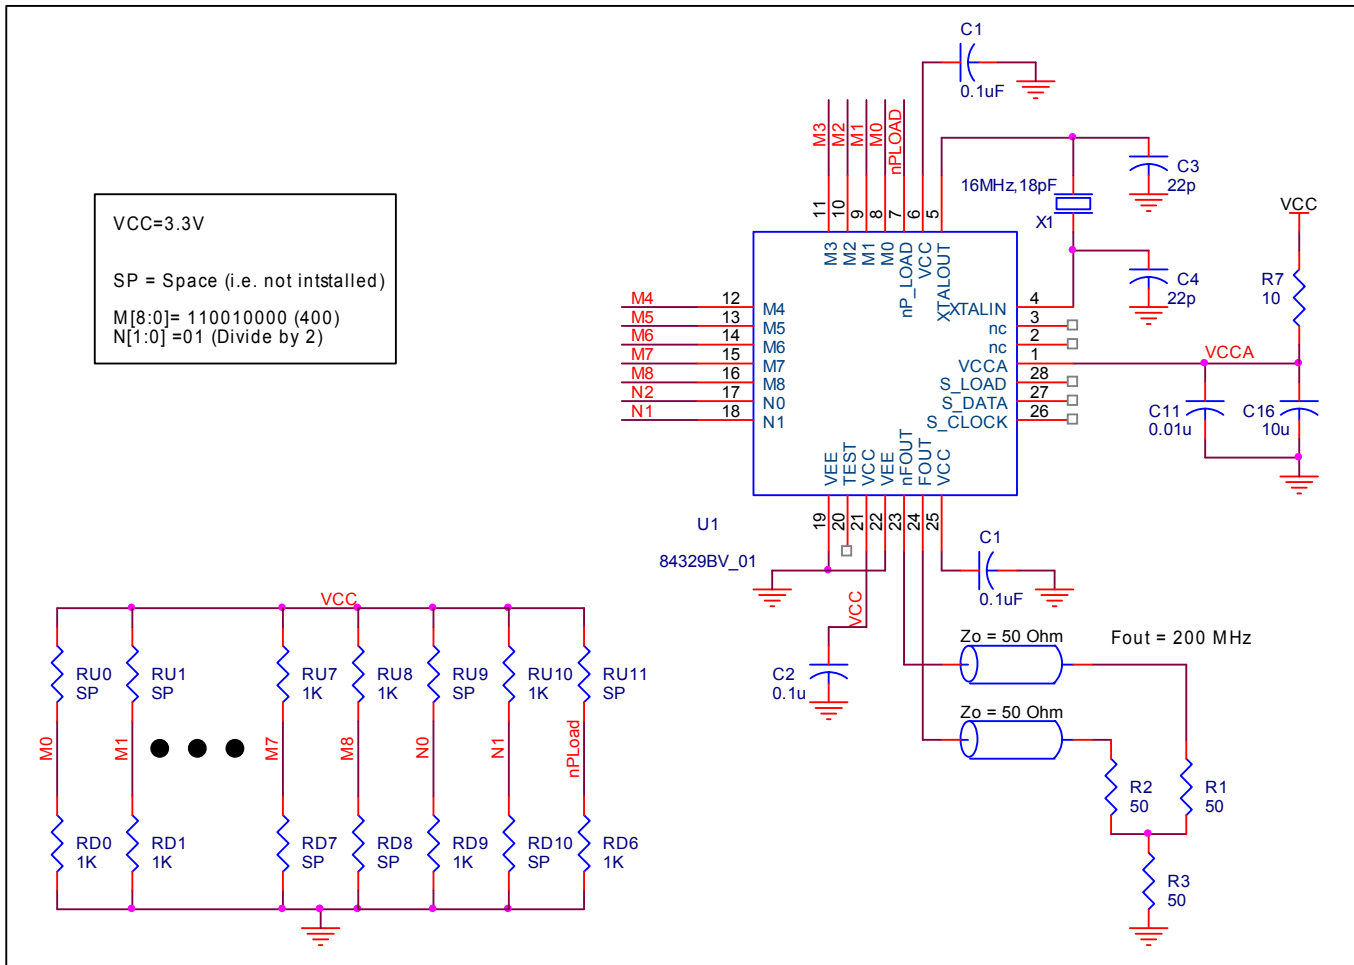 C1
0.1uF
M3
M2
M1
M0
nPLOAD
11
10
9
8
7
6
5
16MHz,18pF
X1
C3
22p
C4
22p
VCC
R7
10
VCC=3.3V
SP = Space (i.e. not intstalled)
M[8:0]= 110010000 (400)
N[1:0] =01 (Divide by 2)
M3
M2
M1
M0
nP_LOAD
VCC
XTALOUT
M4 12 M4
M5 13 M5
M6 14 M6
M7 15 M7
M8 16 M8
N2 17 N0
N1 18 N1
XTALIN 4
nc 3
nc 2
VCCA 1
S_LOAD 28
S_DATA 27
S_CLOCK 26
VCCA
C11
0.01u
C16
10u
VEE
TEST
VCC
VEE
nFOUT
FOUT
VCC
19
20
21
22
23
24
25
U1
84329BV_01
C1
0.1uF
VCC
C2
0.1u
Zo = 50 Ohm
Fout = 200 MHz
Zo = 50 Ohm
R2
50
R1
50
R3
50
VCC
RU0
SP
RU1
SP
RU7
1K
RU8
1K
RU9
SP
RU10
1K
RU11
SP
M0
M1
M7
M8
N0
N1
nPLoad
RD0
1K
RD1
1K
RD7
SP
RD8
SP
RD9
1K
RD10
SP
RD6
1K